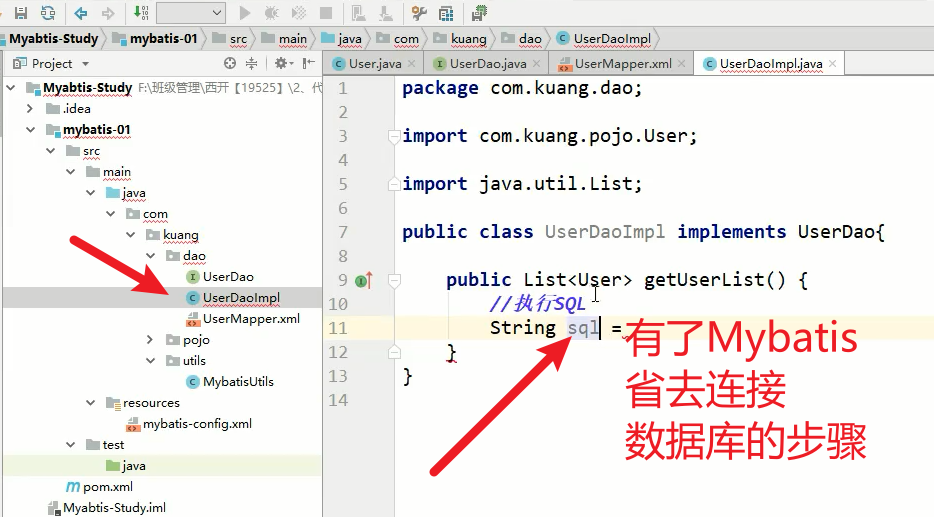 Myabtis-Study
mybatis-01
src
main
java
com
kuang
dao
UserDaoImpl
Project
User.java
UserDao.java
UserMapper.xml
UserDaoImpl.java
Myabtis-Study F:\班级管理\西开【19525】\2、代
.idea
mybatis-01
src
main
java
com
kuang
dao
UserDao
UserDaoImpl
UserMapper.xml
pojo
utils
MybatisUtils
resources
mybatis-config.xml
test
java
pom.xml
Myabtis-Study.iml
1 package com.kuang.dao;
2
3 import com.kuang.pojo.User;
4
5 import java.util.List;
6
7 public class UserDaoImpl implements UserDao{
8
9 public List<User> getUserList() {
10 //执行SQL
11 String sql =
12 }
13 }
14
有了Mybatis
省去连接
数据库的步骤